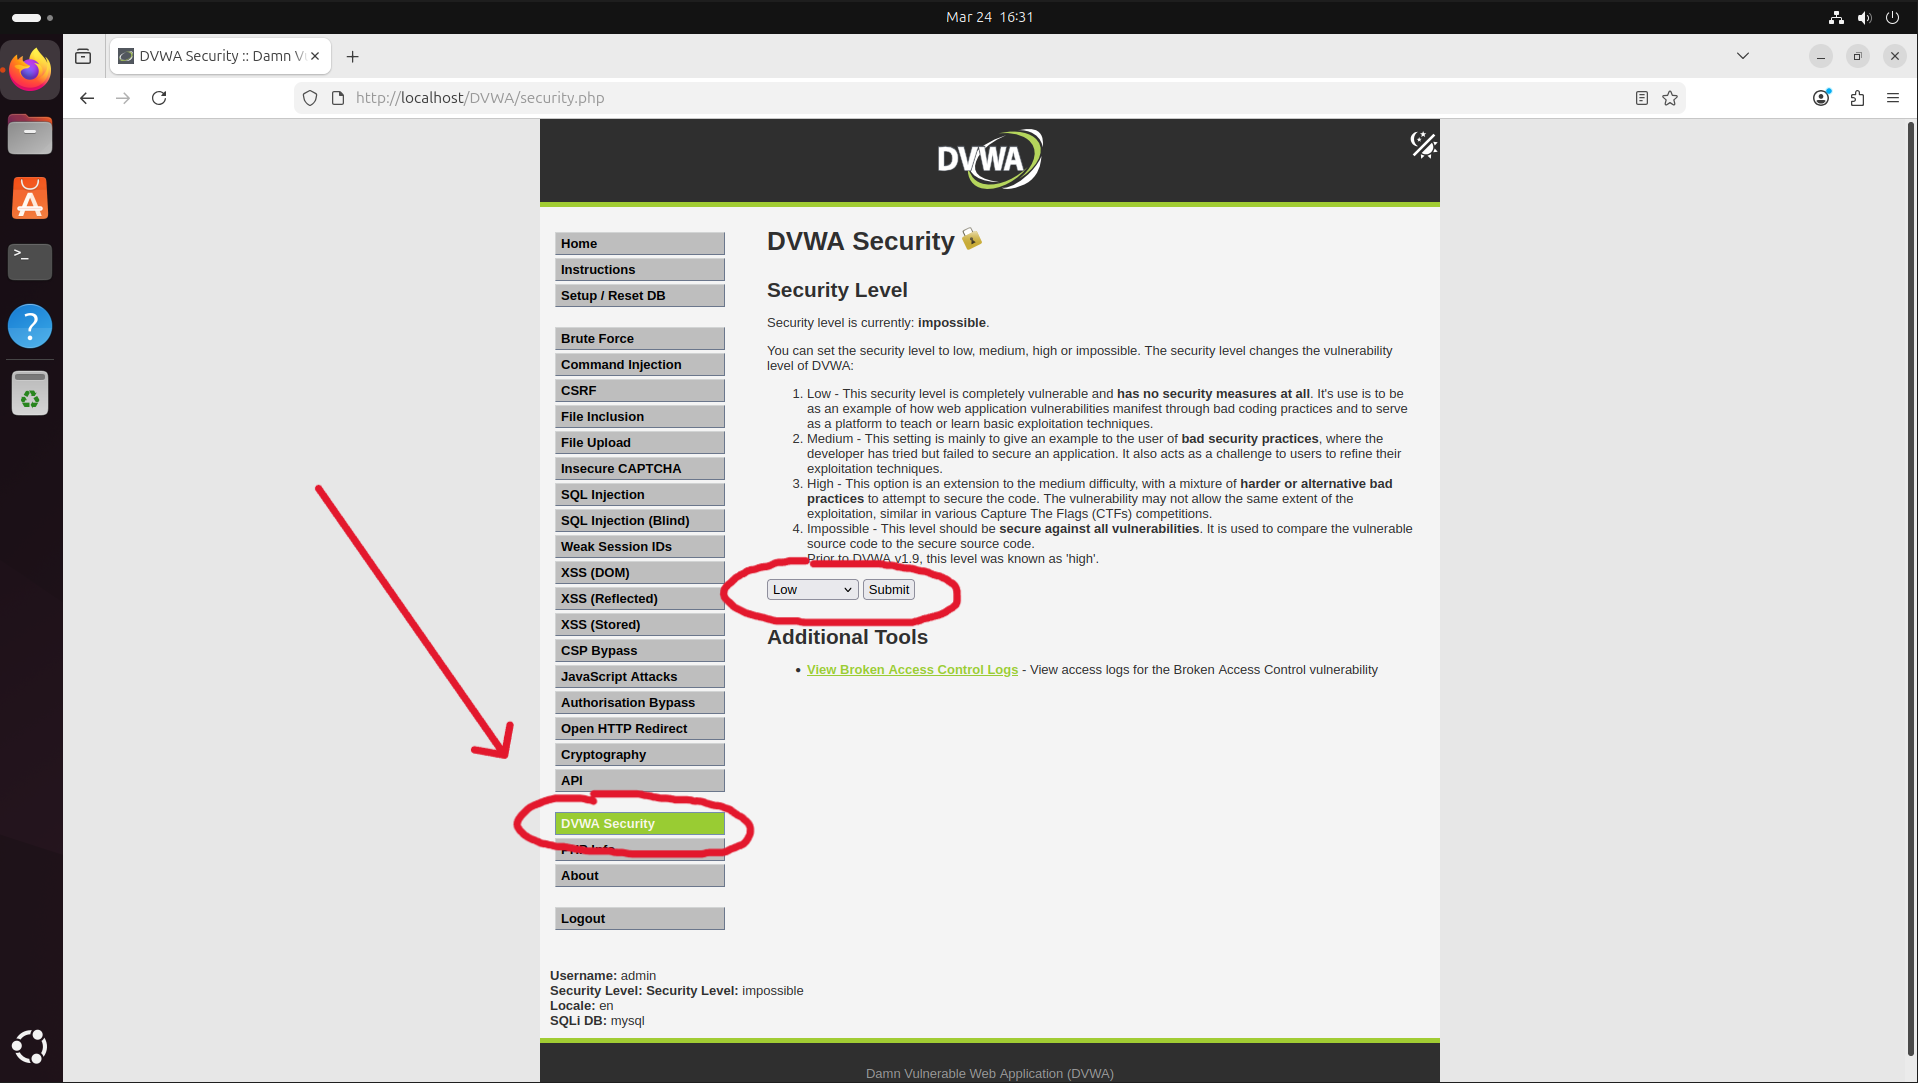 Mar 24 16:31
DVWA Security :: Damn V
http://localhost/DVWA/security.php
DVWA
Home
Instructions
Setup / Reset DB
Brute Force
Command Injection
CSRF
File Inclusion
File Upload
Insecure CAPTCHA
SQL Injection
SQL Injection (Blind)
Weak Session IDs
XSS (DOM)
XSS (Reflected)
XSS (Stored)
CSP Bypass
JavaScript Attacks
Authorisation Bypass
Open HTTP Redirect
Cryptography
API
DVWA Security
PHP Info
About
Logout
DVWA Security
Security Level
Security level is currently: impossible.
You can set the security level to low, medium, high or impossible. The security level changes the vulnerability
level of DVWA:
1. Low - This security level is completely vulnerable and has no security measures at all. It's use is to be
as an example of how web application vulnerabilities manifest through bad coding practices and to serve
as a platform to teach or learn basic exploitation techniques.
2. Medium - This setting is mainly to give an example to the user of bad security practices, where the
developer has tried but failed to secure an application. It also acts as a challenge to users to refine their
exploitation techniques.
3. High - This option is an extension to the medium difficulty, with a mixture of harder or alternative bad
practices to attempt to secure the code. The vulnerability may not allow the same extent of the
exploitation, similar in various Capture The Flags (CTFs) competitions.
4. Impossible - This level should be secure against all vulnerabilities. It is used to compare the vulnerable
source code to the secure source code.
Prior to DVWA v1.9, this level was known as 'high'.
Low Submit
Additional Tools
• View Broken Access Control Logs - View access logs for the Broken Access Control vulnerability
Username: admin
Security Level: Security Level: impossible
Locale: en
SQLi DB: mysql
Damn Vulnerable Web Application (DVWA)